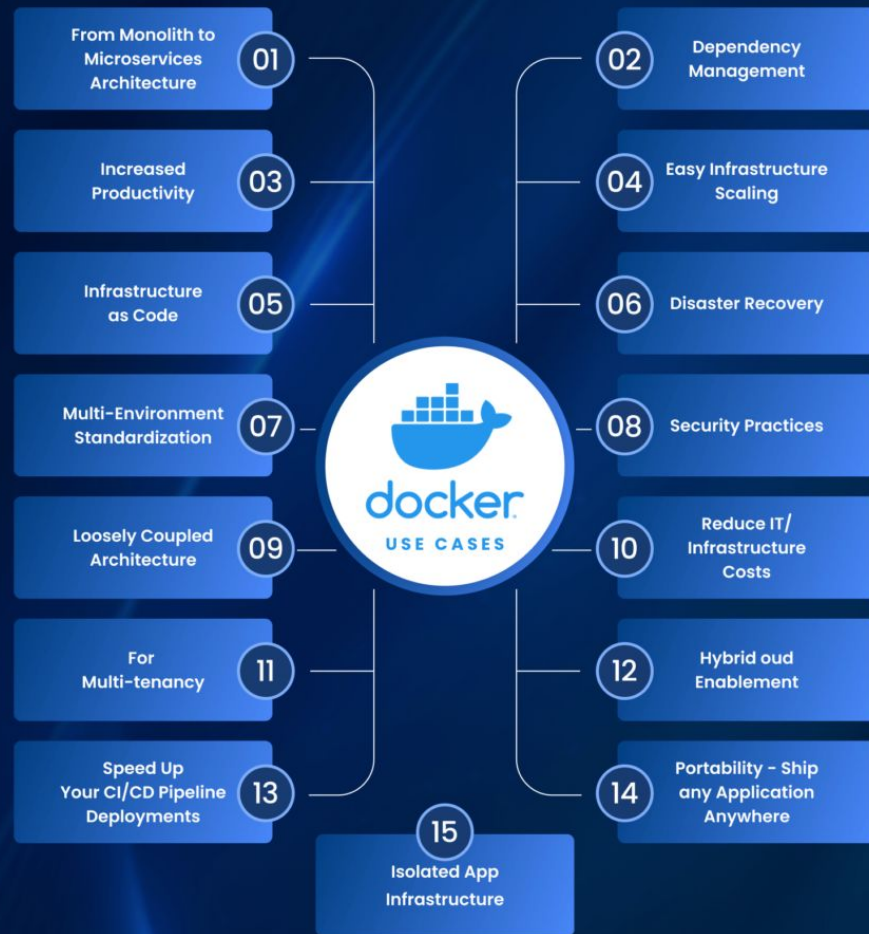 From Monolith to
Microservices
Architecture
01
02
Dependency
Management
Increased
Productivity
03
04
Easy Infrastructure
Scaling
Infrastructure
as Code
05
06
Disaster Recovery
Multi-Environment
Standardization
07
08
Security Practices
docker
USE CASES
Loosely Coupled
Architecture
09
10
Reduce IT/
Infrastructure
Costs
For
Multi-tenancy
11
12
Hybrid oud
Enablement
Speed Up
Your CI/CD Pipeline
Deployments
13
14
Portability - Ship
any Application
Anywhere
15
Isolated App
Infrastructure